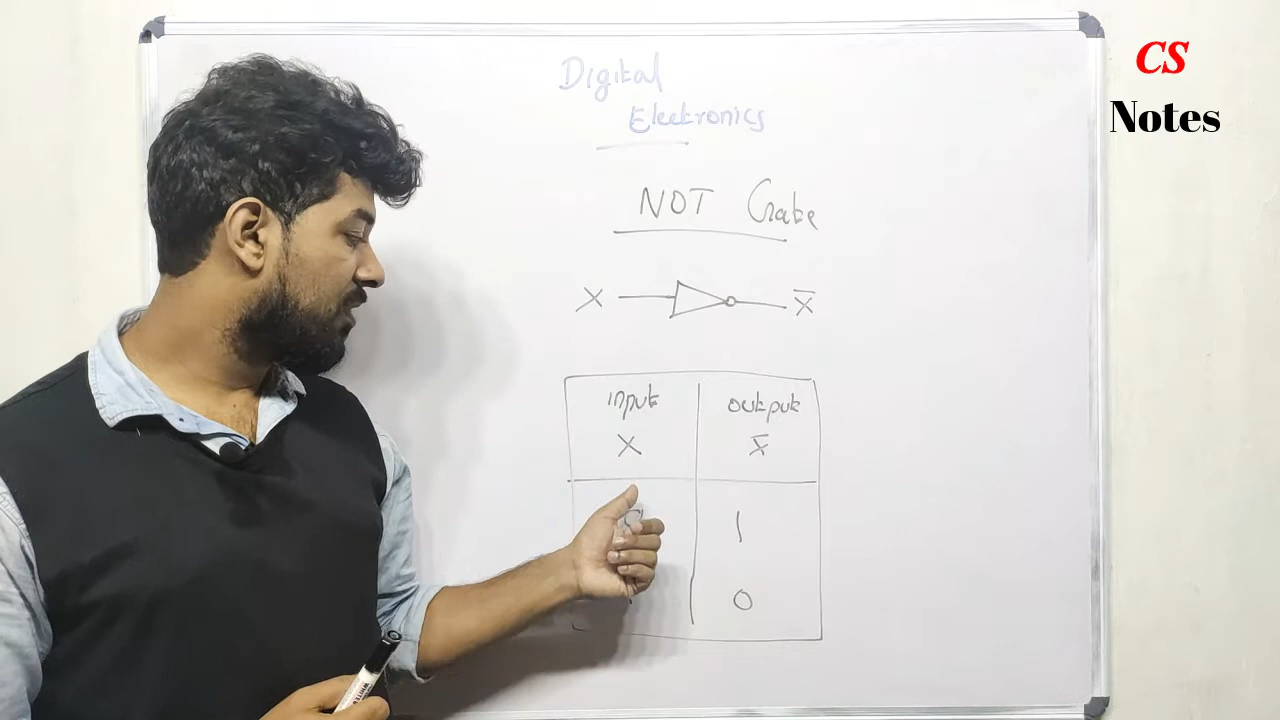 CS
Notes
Digital
Electronics
NOT Gate
X X̅
Input Output
X X̅
1
0